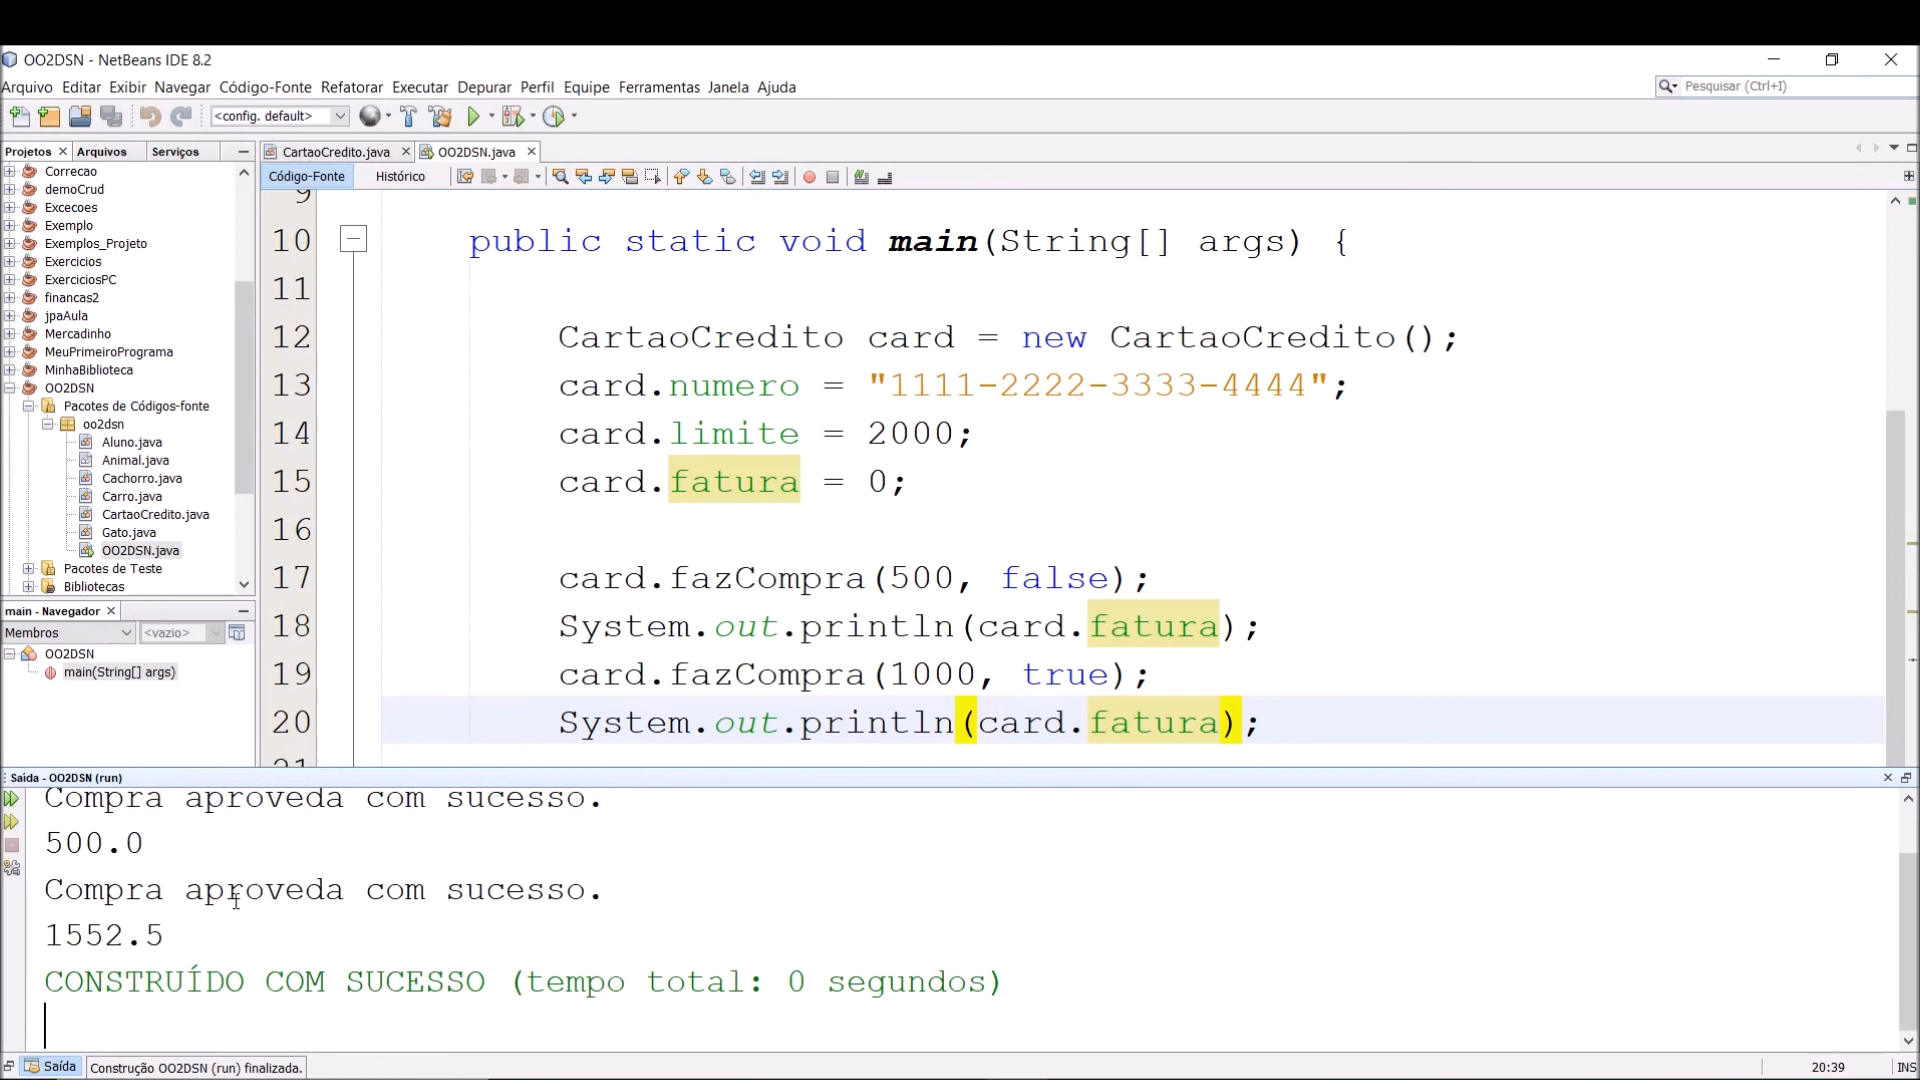 OO2DSN - NetBeans IDE 8.2
Arquivo Editar Exibir Navegar Código-Fonte Refatorar Executar Depurar Perfil Equipe Ferramentas Janela Ajuda
Pesquisar (Ctrl+I)
<config. default>
Projetos Arquivos Serviços
CartaoCredito.java OO2DSN.java
Código-Fonte Histórico
Correcao
demoCrud
Excecoes
Exemplo
Exemplos_Projeto
Exercicios
ExerciciosPC
financas2
jpaAula
Mercadinho
MeuPrimeiroPrograma
MinhaBiblioteca
OO2DSN
Pacotes de Códigos-fonte
oo2dsn
Aluno.java
Animal.java
Cachorro.java
Carro.java
CartaoCredito.java
Gato.java
OO2DSN.java
Pacotes de Teste
Bibliotecas
main - Navegador
Membros <vazio>
OO2DSN
main(String[] args)
9
10 public static void main(String[] args) {
11
12 CartaoCredito card = new CartaoCredito();
13 card.numero = "1111-2222-3333-4444";
14 card.limite = 2000;
15 card.fatura = 0;
16
17 card.fazCompra(500, false);
18 System.out.println(card.fatura);
19 card.fazCompra(1000, true);
20 System.out.println(card.fatura);
21
Saída - OO2DSN (run)
Compra aproveda com sucesso.
500.0
Compra aproveda com sucesso.
1552.5
CONSTRUÍDO COM SUCESSO (tempo total: 0 segundos)
Saída
Construção OO2DSN (run) finalizada.
20:39
INS